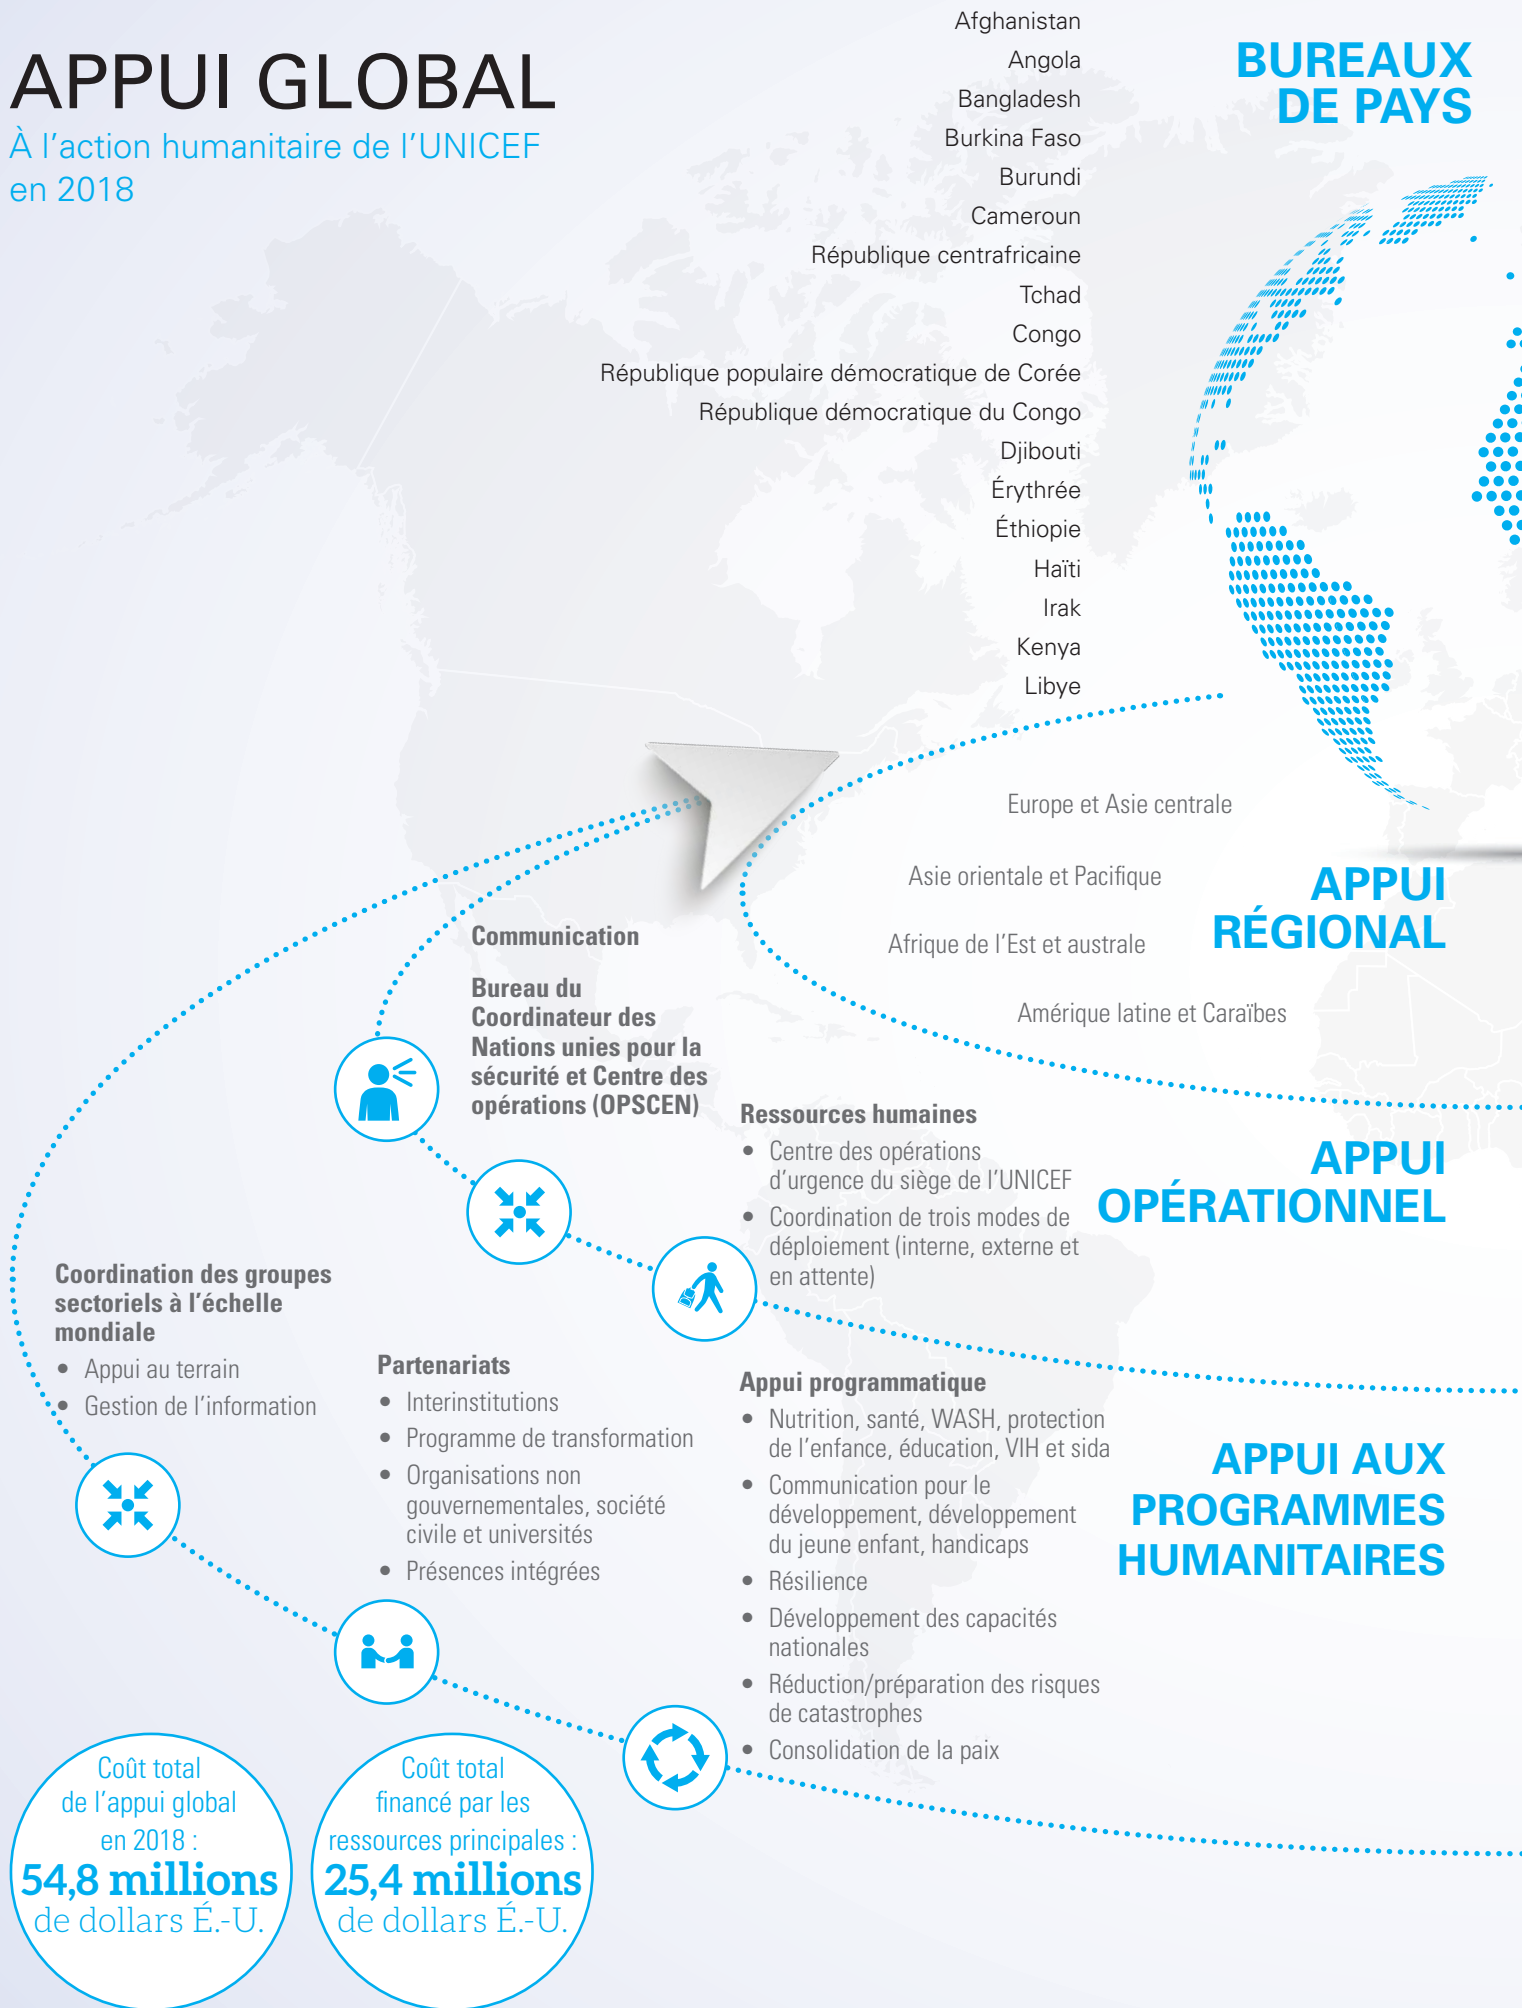 APPUI GLOBAL
À l’action humanitaire de l’UNICEF
en 2018
Afghanistan
Angola
Bangladesh
Burkina Faso
Burundi
Cameroun
République centrafricaine
Tchad
Congo
République populaire démocratique de Corée
République démocratique du Congo
Djibouti
Érythrée
Éthiopie
Haïti
Irak
Kenya
Libye
BUREAUX
DE PAYS
Europe et Asie centrale
Asie orientale et Pacifique
Afrique de l’Est et australe
Amérique latine et Caraïbes
APPUI
RÉGIONAL
Communication
Bureau du
Coordinateur des
Nations unies pour la
sécurité et Centre des
opérations (OPSCEN)
Ressources humaines
• Centre des opérations
d’urgence du siège de l’UNICEF
• Coordination de trois modes de
déploiement (interne, externe et
en attente)
APPUI
OPÉRATIONNEL
Coordination des groupes
sectoriels à l’échelle
mondiale
• Appui au terrain
• Gestion de l’information
Partenariats
• Interinstitutions
• Programme de transformation
• Organisations non
gouvernementales, société
civile et universités
• Présences intégrées
Appui programmatique
• Nutrition, santé, WASH, protection
de l’enfance, éducation, VIH et sida
• Communication pour le
développement, développement
du jeune enfant, handicaps
• Résilience
• Développement des capacités
nationales
• Réduction/préparation des risques
de catastrophes
• Consolidation de la paix
APPUI AUX
PROGRAMMES
HUMANITAIRES
Coût total
de l’appui global
en 2018 :
54,8 millions
de dollars É.-U.
Coût total
financé par les
ressources principales :
25,4 millions
de dollars É.-U.